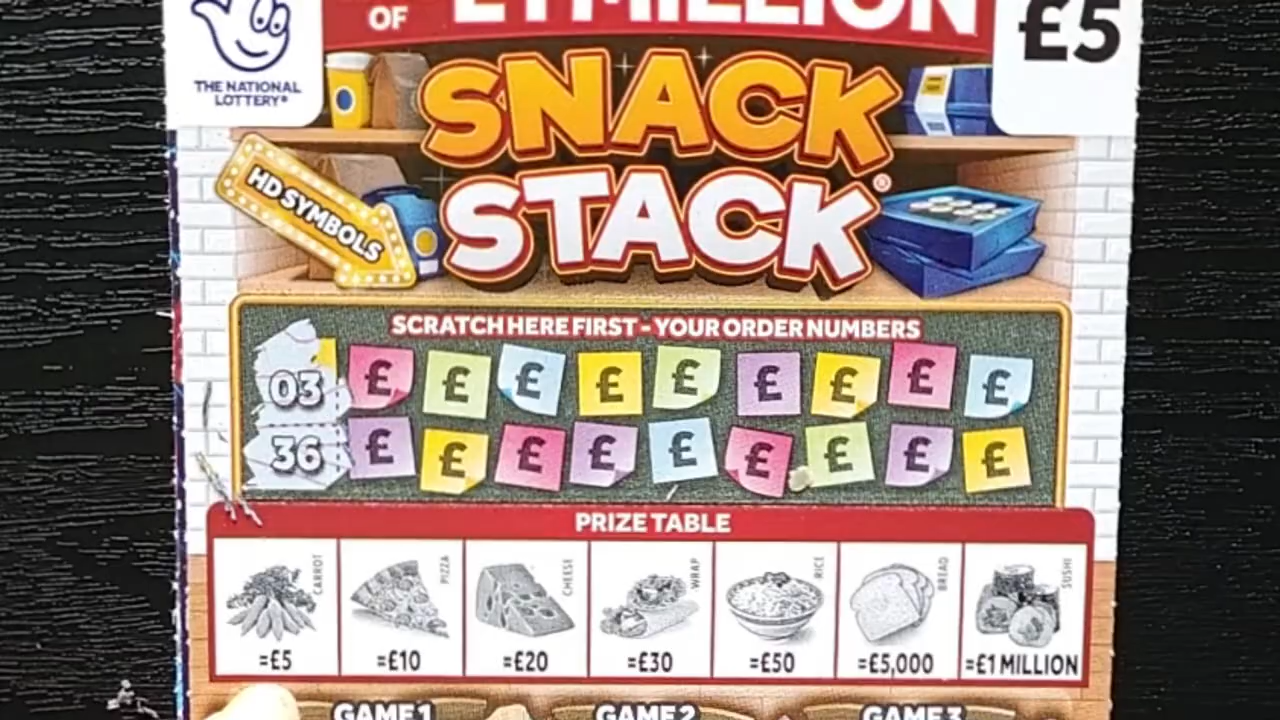 OF £1 MILLION
£5
THE NATIONAL
LOTTERY®
SNACK
STACK®
HD SYMBOLS
SCRATCH HERE FIRST - YOUR ORDER NUMBERS
03 £ £ £ £ £ £ £ £ £
36 £ £ £ £ £ £ £ £ £
PRIZE TABLE
CARROT PIZZA CHEESE WRAP RICE BREAD SUSHI
=£5 =£10 =£20 =£30 =£50 =£5,000 =£1 MILLION
GAME 1 GAME 2 GAME 3